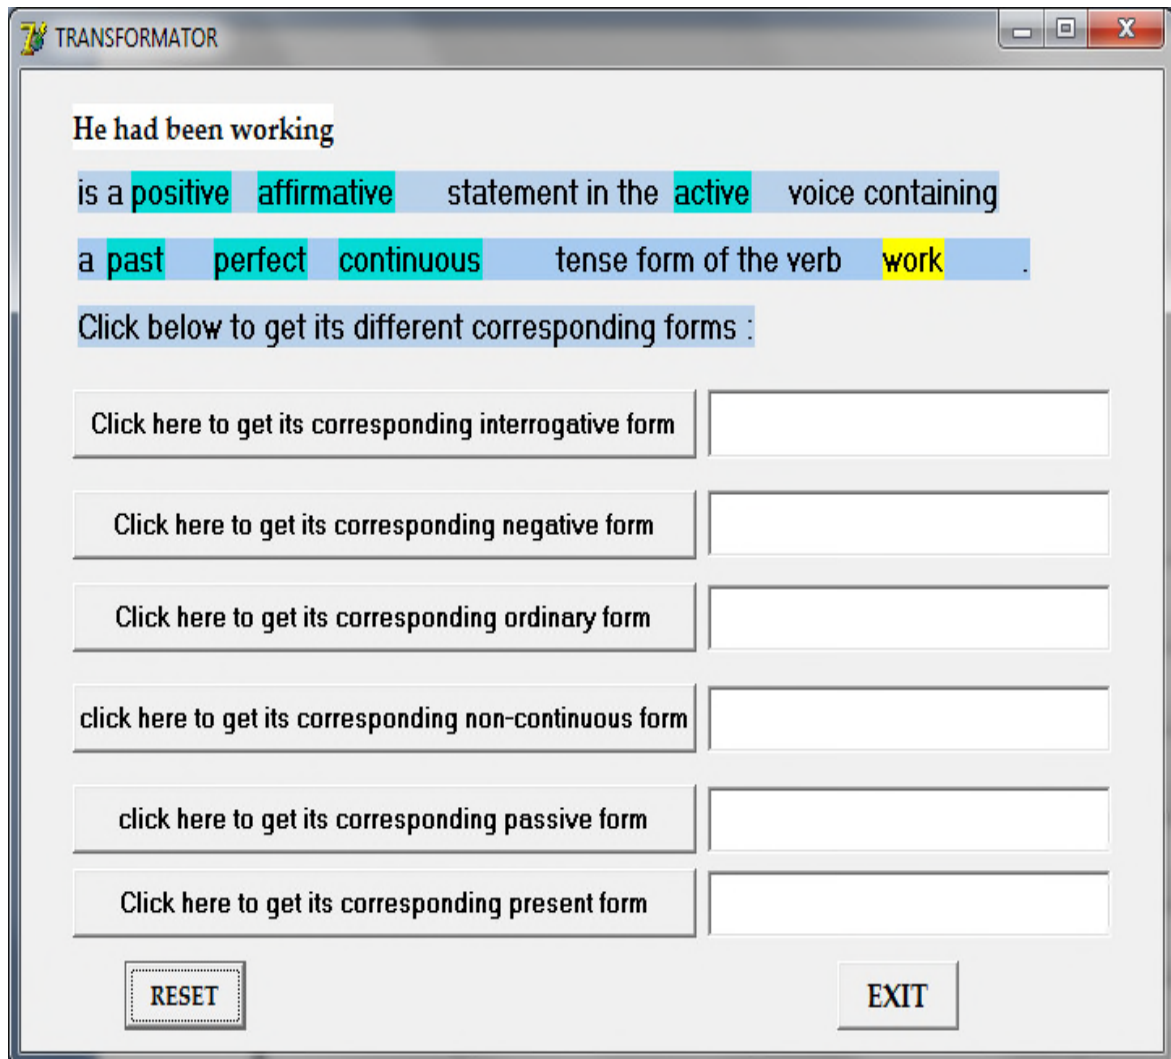 TRANSFORMATOR
He had been working
is a positive affirmative statement in the active voice containing
a past perfect continuous tense form of the verb work .
Click below to get its different corresponding forms :
Click here to get its corresponding interrogative form
Click here to get its corresponding negative form
Click here to get its corresponding ordinary form
click here to get its corresponding non-continuous form
click here to get its corresponding passive form
Click here to get its corresponding present form
RESET EXIT